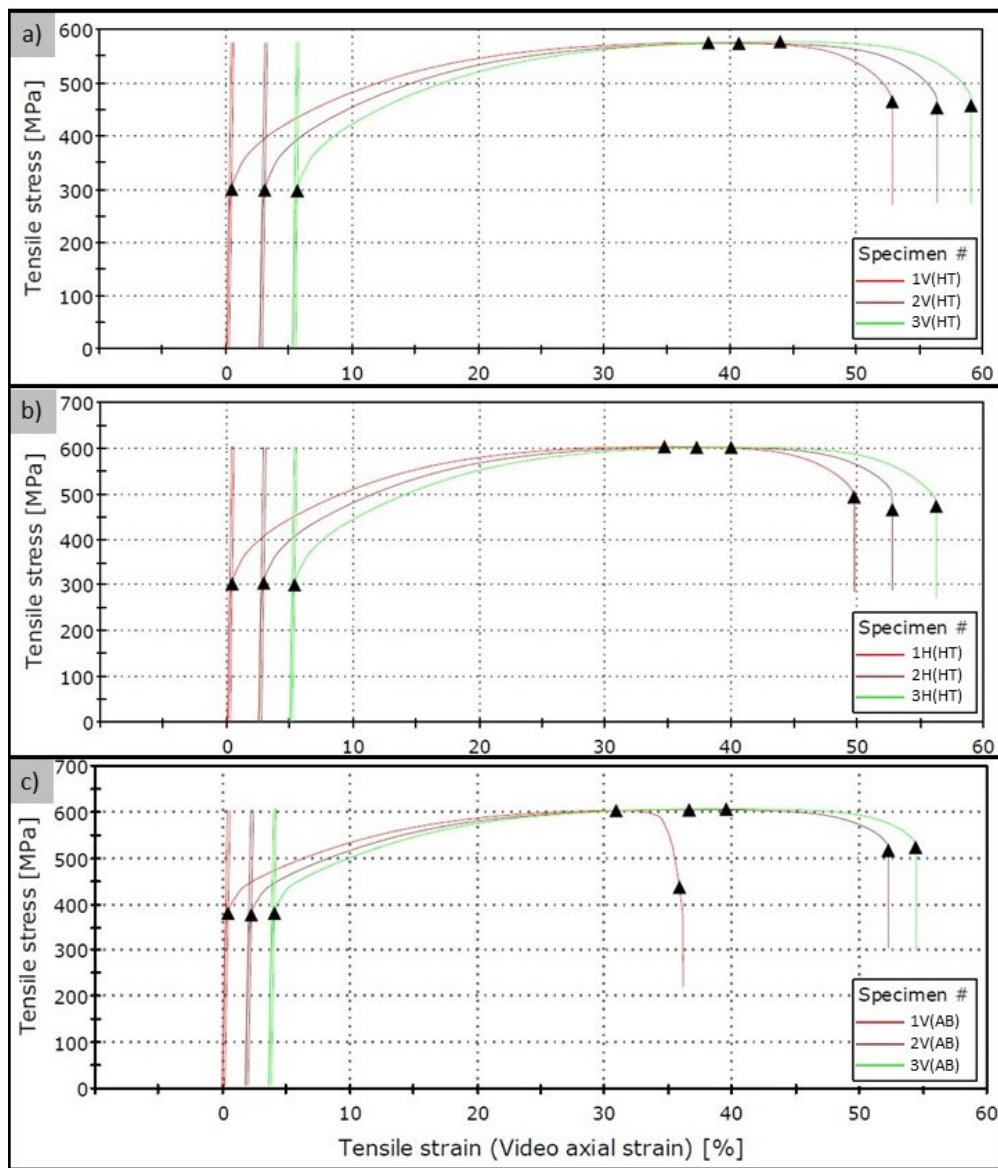 a)
Tensile stress [MPa]
600
500
400
300
200
100
0
0 10 20 30 40 50 60
Specimen #
1V(HT)
2V(HT)
3V(HT)
b)
Tensile stress [MPa]
700
600
500
400
300
200
100
0
0 10 20 30 40 50 60
Specimen #
1H(HT)
2H(HT)
3H(HT)
c)
Tensile stress [MPa]
700
600
500
400
300
200
100
0
0 10 20 30 40 50 60
Specimen #
1V(AB)
2V(AB)
3V(AB)
Tensile strain (Video axial strain) [%]